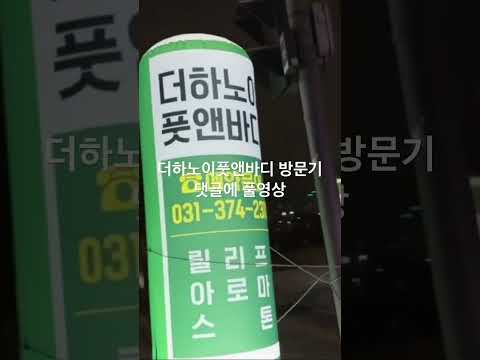 더하노이
풋앤바디
더하노이풋앤바디 방문기
댓글에 풀영상
031-374-23
릴리프
아로마
스톤